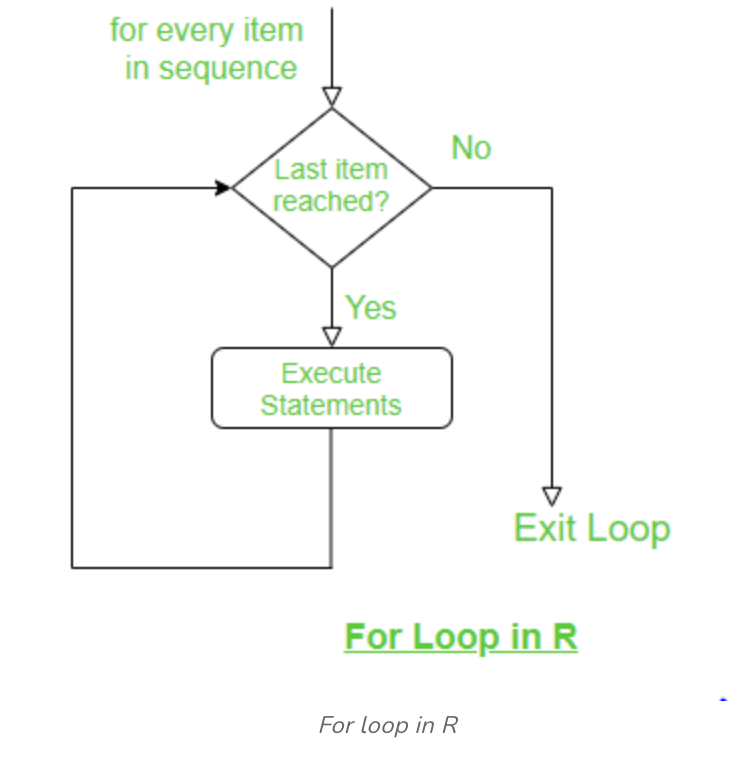 for every item
in sequence
No
Last item
reached?
Yes
Execute
Statements
Exit Loop
For Loop in R
For loop in R